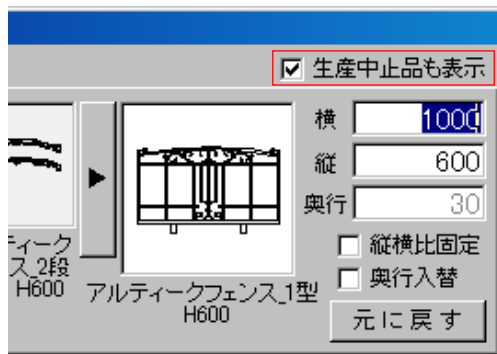 生産中止品も表示
横 1000
縦 600
奥行 30
縦横比固定
奥行入替
元に戻す
ティーク
ス_2段
H600
アルティークフェンス_1型
H600